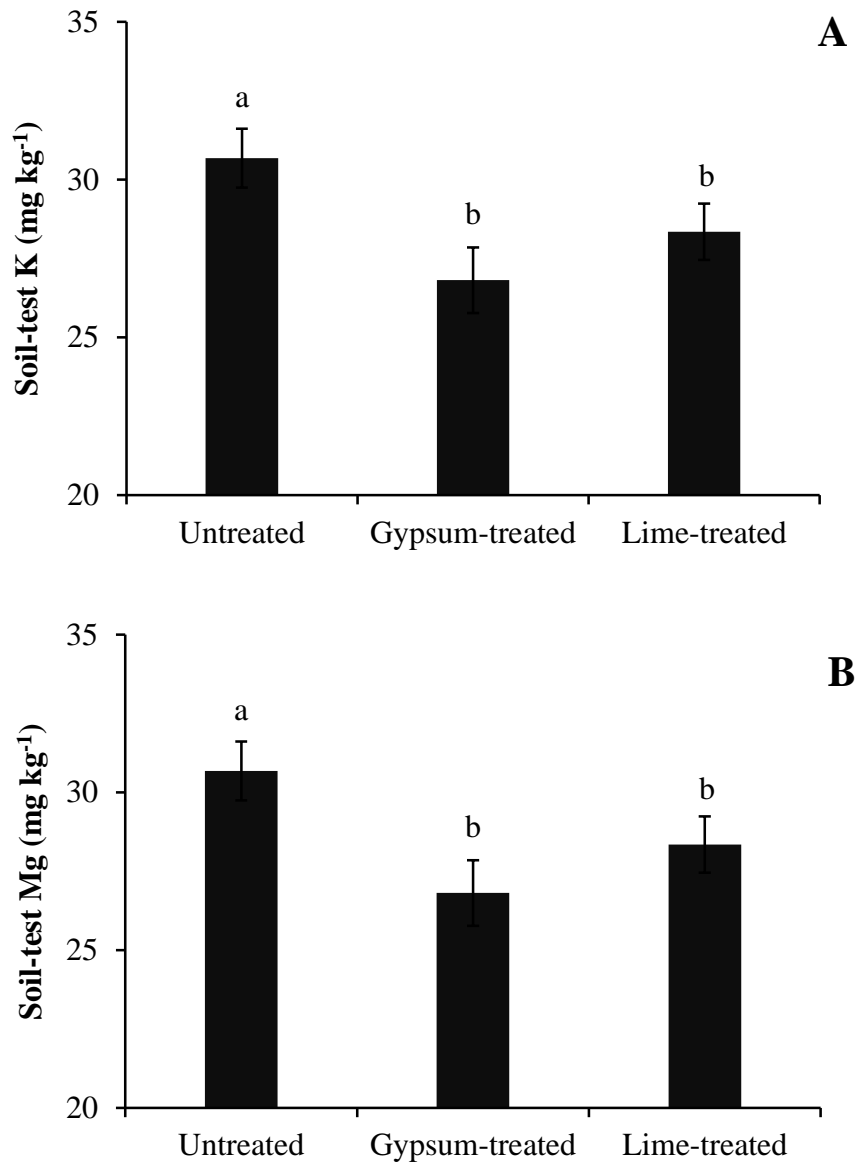 A
35
30
25
20
Soil-test K (mg kg⁻¹)
a
b
b
Untreated Gypsum-treated Lime-treated
B
35
30
25
20
Soil-test Mg (mg kg⁻¹)
a
b
b
Untreated Gypsum-treated Lime-treated